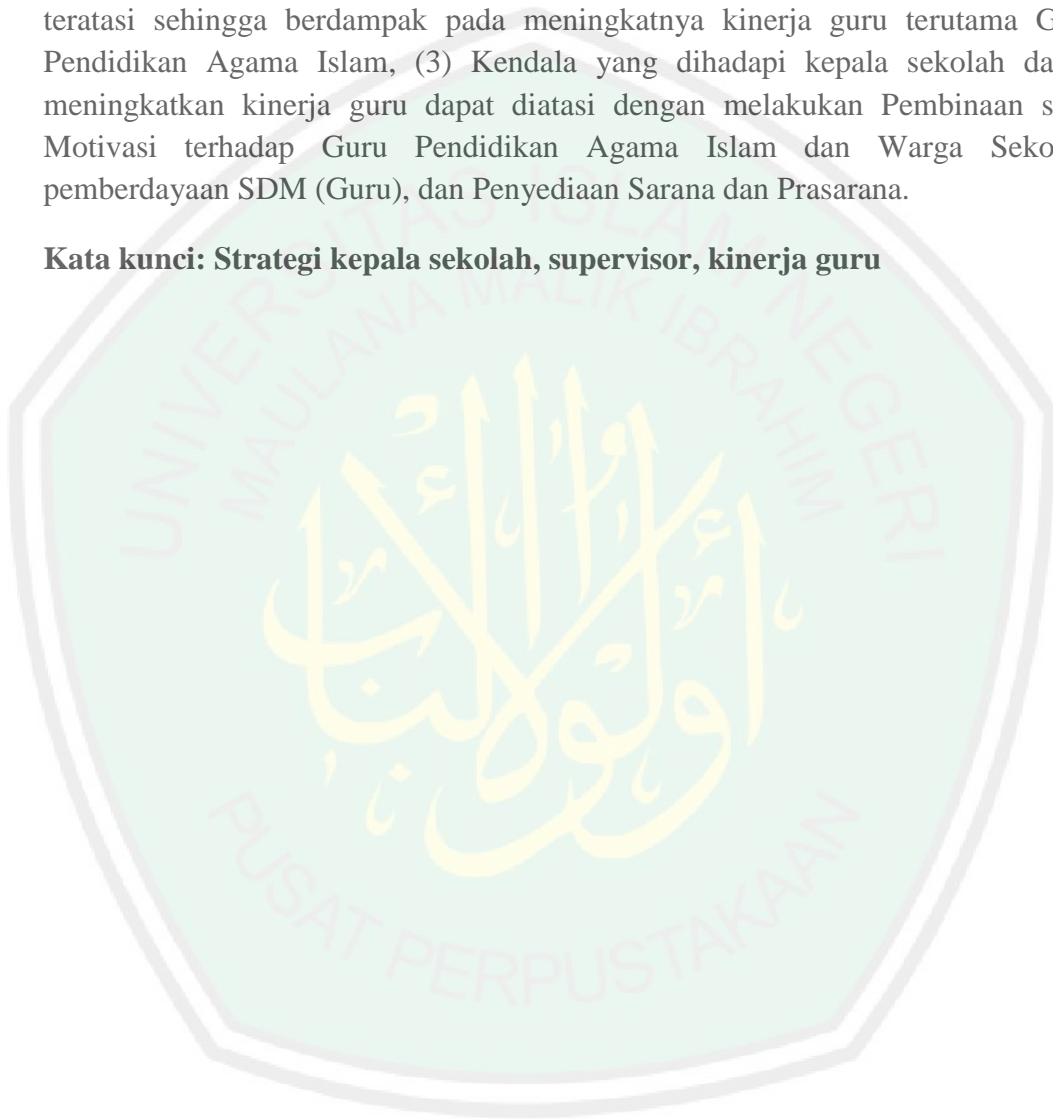 teratasi sehingga berdampak pada meningkatnya kinerja guru terutama G
Pendidikan Agama Islam, (3) Kendala yang dihadapi kepala sekolah da
meningkatkan kinerja guru dapat diatasi dengan melakukan Pembinaan s
Motivasi terhadap Guru Pendidikan Agama Islam dan Warga Seko
pemberdayaan SDM (Guru), dan Penyediaan Sarana dan Prasarana.
Kata kunci: Strategi kepala sekolah, supervisor, kinerja guru
UNIVERSITAS ISLAM NEGERI
MAULANA MALIK IBRAHIM
PUSAT PERPUSTAKAAN